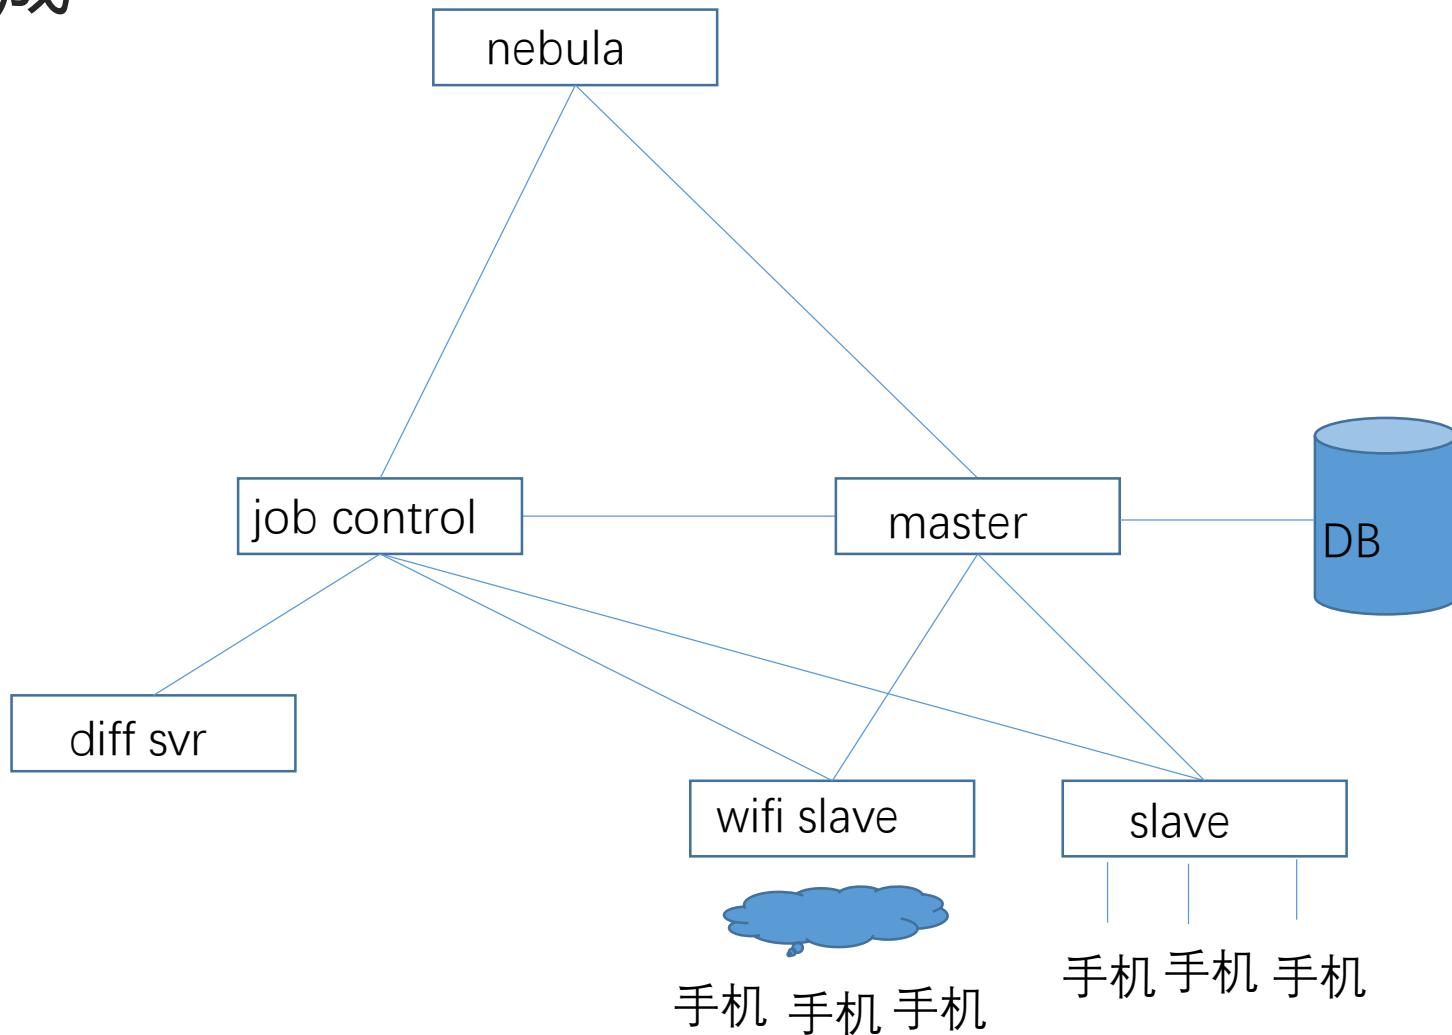 nebula
job control
master
DB
diff svr
wifi slave
slave
手机 手机 手机
手机 手机 手机